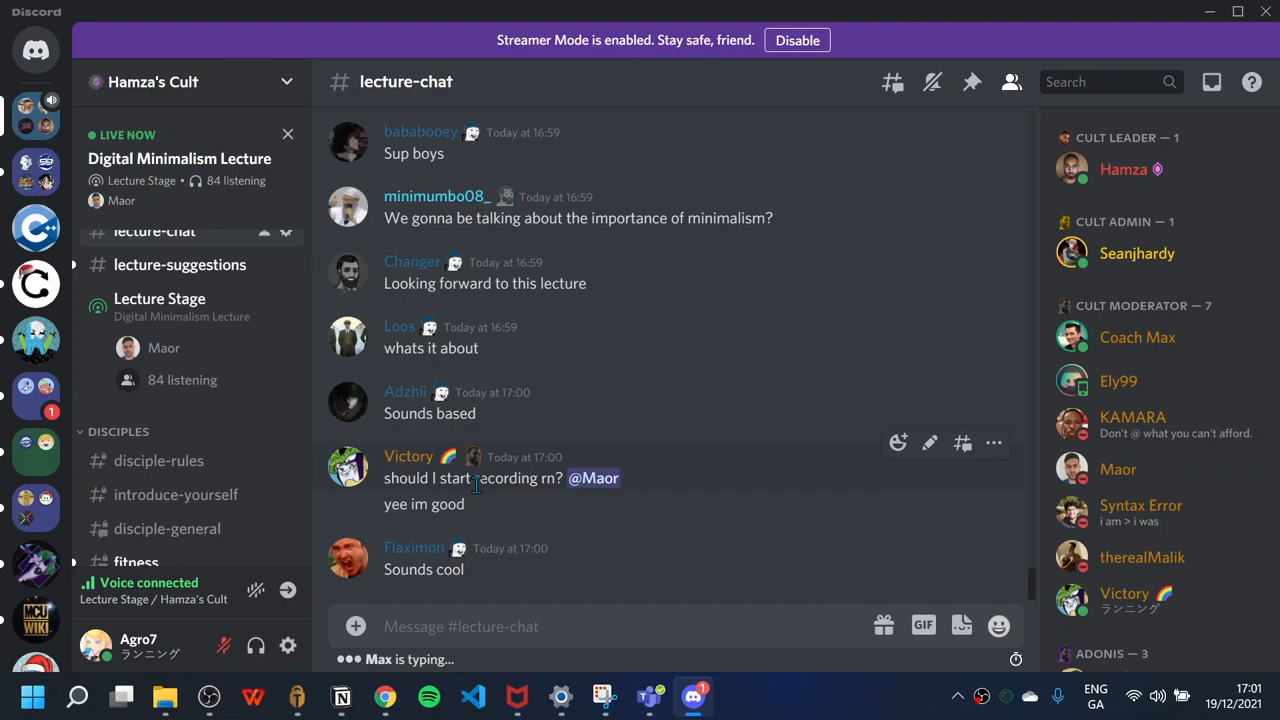 Discord
Streamer Mode is enabled. Stay safe, friend.
Disable
Hamza's Cult
LIVE NOW
Digital Minimalism Lecture
Lecture Stage • 84 listening
Maor
# lecture-chat
# lecture-suggestions
Lecture Stage
Digital Minimalism Lecture
Maor
84 listening
DISCIPLES
# disciple-rules
# introduce-yourself
# disciple-general
# fitness
Voice connected
Lecture Stage / Hamza's Cult
Agro7
ランニング
# lecture-chat
Search
bababooey Today at 16:59
Sup boys
minimumbo08_ Today at 16:59
We gonna be talking about the importance of minimalism?
Changer Today at 16:59
Looking forward to this lecture
Loos Today at 16:59
whats it about
Adzhii Today at 17:00
Sounds based
Victory Today at 17:00
should I start recording rn? @Maor
yee im good
Flaximon Today at 17:00
Sounds cool
Message #lecture-chat
GIF
Max is typing...
CULT LEADER — 1
Hamza
CULT ADMIN — 1
Seanjhardy
CULT MODERATOR — 7
Coach Max
Ely99
KAMARA
Don't @ what you can't afford.
Maor
Syntax Error
i am > i was
therealMalik
Victory
ランニング
ADONIS — 3
1
MCU
WIKI
1
ENG
GA
17:01
19/12/2021